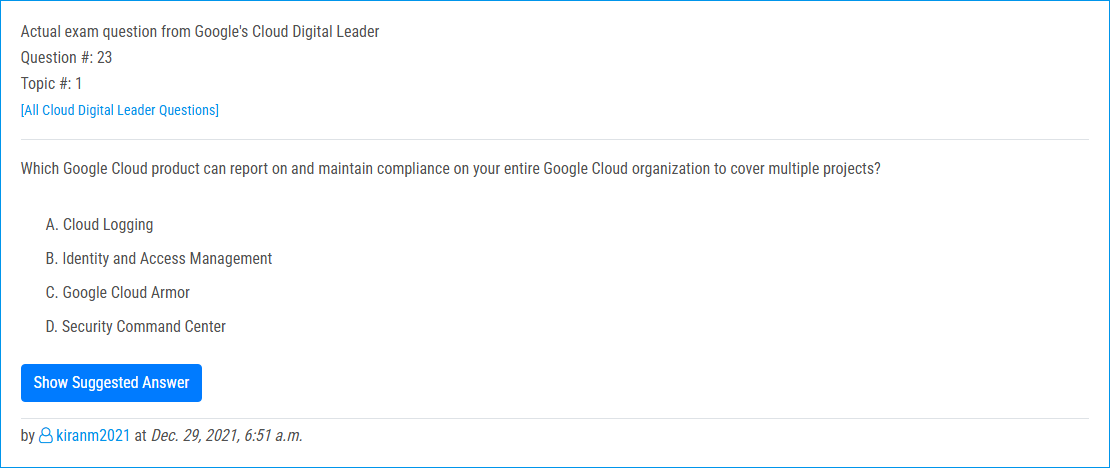 Actual exam question from Google's Cloud Digital Leader
Question #: 23
Topic #: 1
[All Cloud Digital Leader Questions]
Which Google Cloud product can report on and maintain compliance on your entire Google Cloud organization to cover multiple projects?
A. Cloud Logging
B. Identity and Access Management
C. Google Cloud Armor
D. Security Command Center
Show Suggested Answer
by kiranm2021 at Dec. 29, 2021, 6:51 a.m.